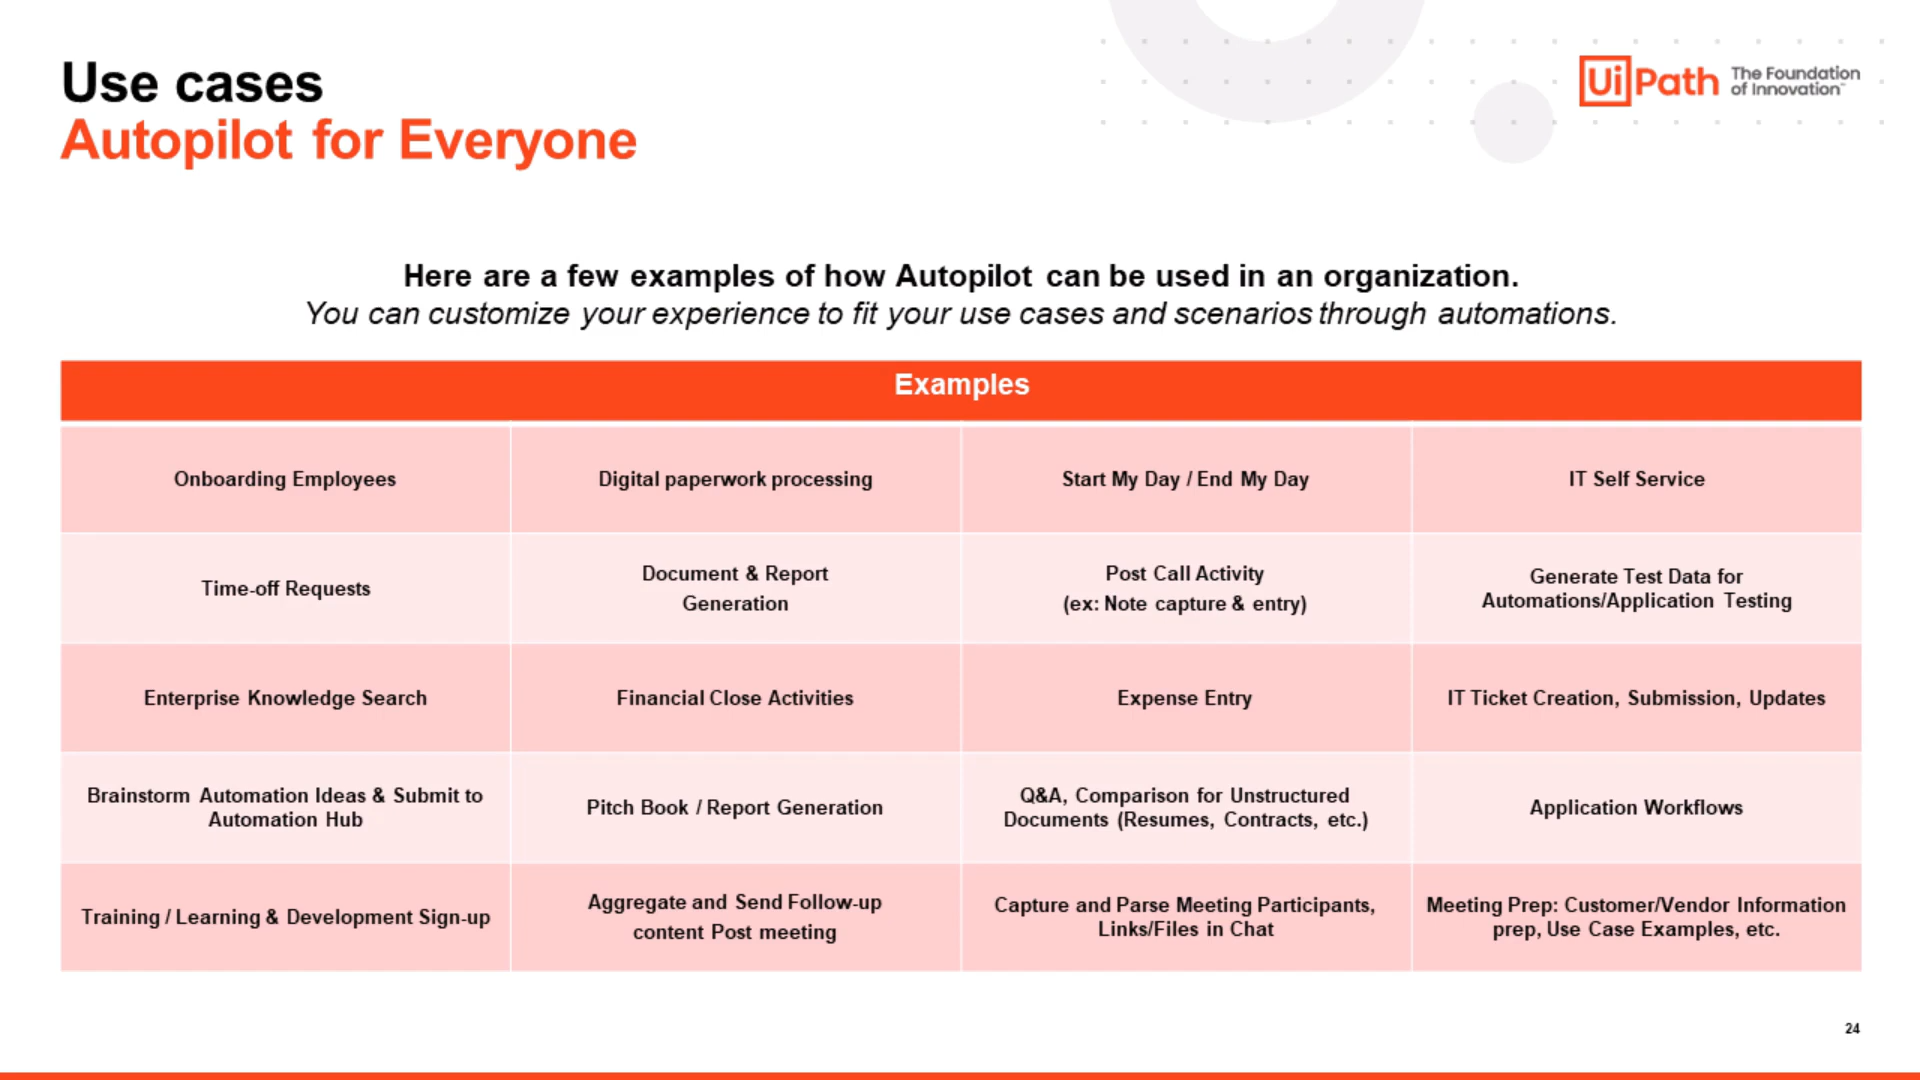 Use cases
Autopilot for Everyone
UiPath The Foundation
of Innovation™
Here are a few examples of how Autopilot can be used in an organization.
You can customize your experience to fit your use cases and scenarios through automations.
Examples
Onboarding Employees
Digital paperwork processing
Start My Day / End My Day
IT Self Service
Time-off Requests
Document & Report
Generation
Post Call Activity
(ex: Note capture & entry)
Generate Test Data for
Automations/Application Testing
Enterprise Knowledge Search
Financial Close Activities
Expense Entry
IT Ticket Creation, Submission, Updates
Brainstorm Automation Ideas & Submit to
Automation Hub
Pitch Book / Report Generation
Q&A, Comparison for Unstructured
Documents (Resumes, Contracts, etc.)
Application Workflows
Training / Learning & Development Sign-up
Aggregate and Send Follow-up
content Post meeting
Capture and Parse Meeting Participants,
Links/Files in Chat
Meeting Prep: Customer/Vendor Information
prep, Use Case Examples, etc.
24